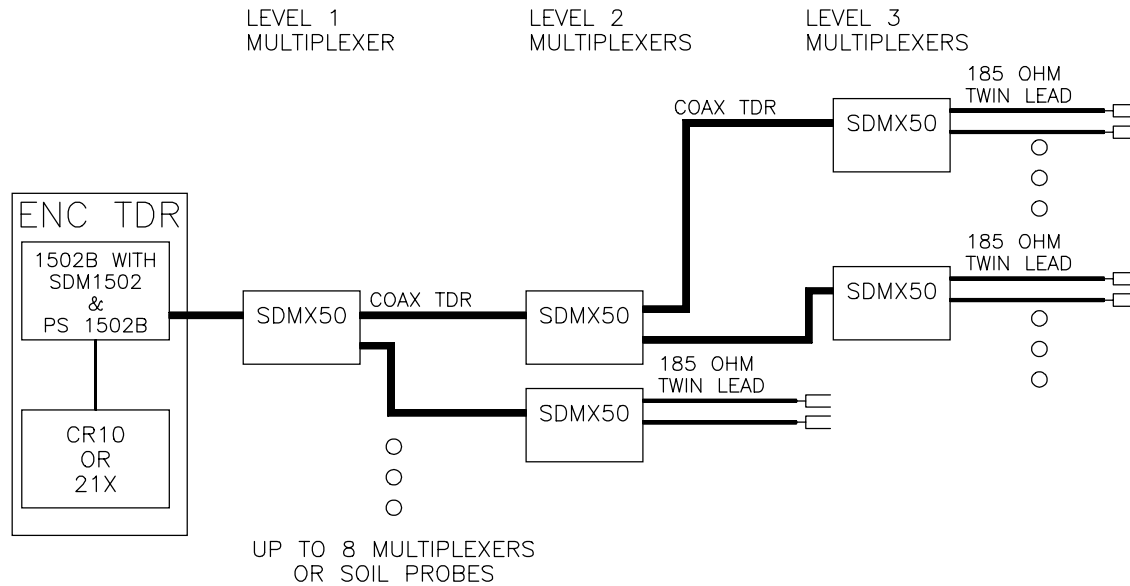 LEVEL 1
MULTIPLEXER
LEVEL 2
MULTIPLEXERS
LEVEL 3
MULTIPLEXERS
185 OHM
TWIN LEAD
COAX TDR
SDMX50
ENC TDR
1502B WITH
SDM1502
&
PS 1502B
CR10
OR
21X
SDMX50
COAX TDR
SDMX50
185 OHM
TWIN LEAD
SDMX50
185 OHM
TWIN LEAD
SDMX50
UP TO 8 MULTIPLEXERS
OR SOIL PROBES